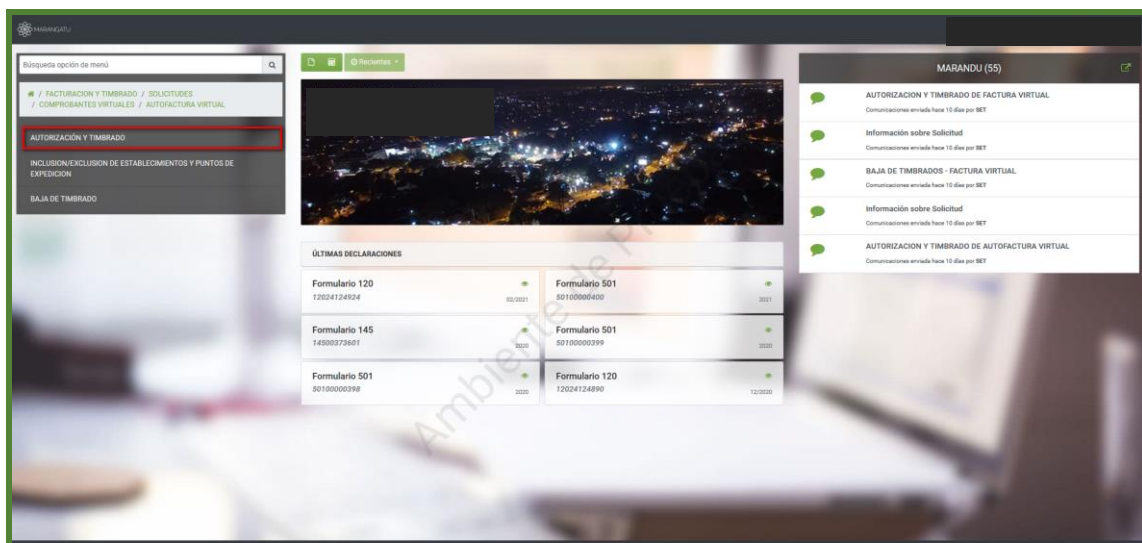 MARANGATU
Búsqueda opción de menú
/ FACTURACION Y TIMBRADO / SOLICITUDES
/ COMPROBANTES VIRTUALES / AUTOFACTURA VIRTUAL
AUTORIZACIÓN Y TIMBRADO
INCLUSION/EXCLUSION DE ESTABLECIMIENTOS Y PUNTOS DE
EXPEDICION
BAJA DE TIMBRADO
Recientes
ÚLTIMAS DECLARACIONES
Formulario 120
12024124924
02/2021
Formulario 501
50100000400
2021
Formulario 145
14500373601
2020
Formulario 501
50100000399
2020
Formulario 501
50100000398
2020
Formulario 120
12024124890
12/2020
Ambiente de
MARANDU (55)
AUTORIZACION Y TIMBRADO DE FACTURA VIRTUAL
Comunicaciones enviada hace 10 días por SET
Información sobre Solicitud
Comunicaciones enviada hace 10 días por SET
BAJA DE TIMBRADOS - FACTURA VIRTUAL
Comunicaciones enviada hace 10 días por SET
Información sobre Solicitud
Comunicaciones enviada hace 10 días por SET
AUTORIZACION Y TIMBRADO DE AUTOFACTURA VIRTUAL
Comunicaciones enviada hace 10 días por SET